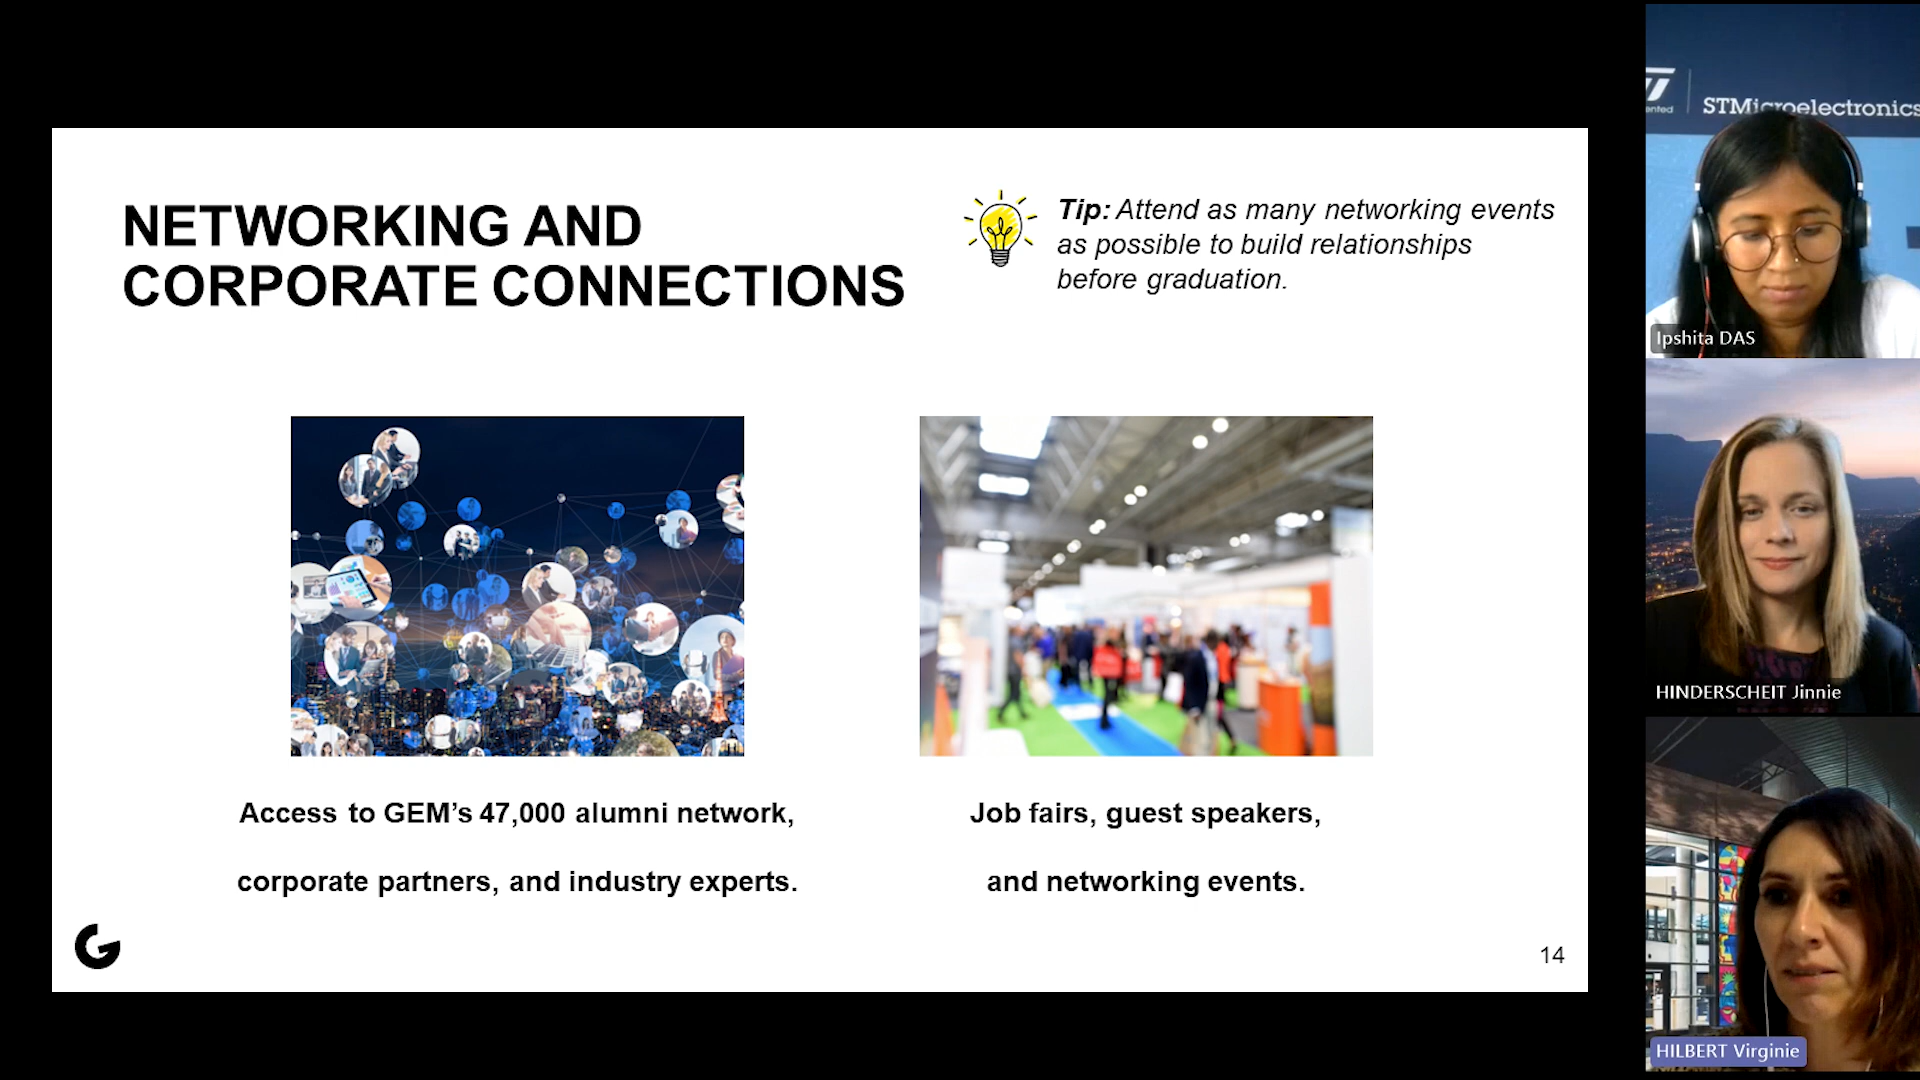 NETWORKING AND
CORPORATE CONNECTIONS
Tip: Attend as many networking events
as possible to build relationships
before graduation.
Access to GEM’s 47,000 alumni network,
corporate partners, and industry experts.
Job fairs, guest speakers,
and networking events.
14
STMicroelectronics
Ipshita DAS
HINDERSCHEIT Jinnie
HILBERT Virginie